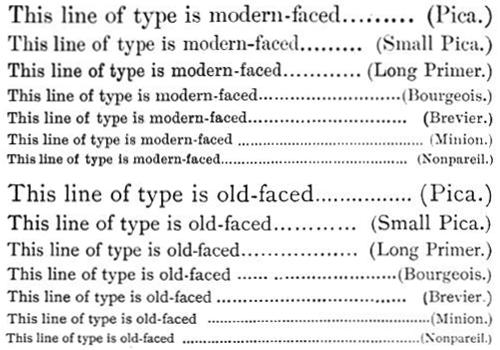 This line of type is modern-faced......... (Pica.)
This line of type is modern-faced......... (Small Pica.)
This line of type is modern-faced............ (Long Primer.)
This line of type is modern-faced..............................(Bourgeois.)
This line of type is modern-faced.................................. (Brevier.)
This line of type is modern-faced ........................................ (Minion.)
This line of type is modern-faced........................................ (Nonpareil.)
This line of type is old-faced................ (Pica.)
This line of type is old-faced............ (Small Pica.)
This line of type is old-faced.................. (Long Primer.)
This line of type is old-faced ...... ..........................(Bourgeois.)
This line of type is old-faced .................................. (Brevier.)
This line of type is old-faced ........................................ (Minion.)
This line of type is old-faced ..................................................(Nonpareil.)